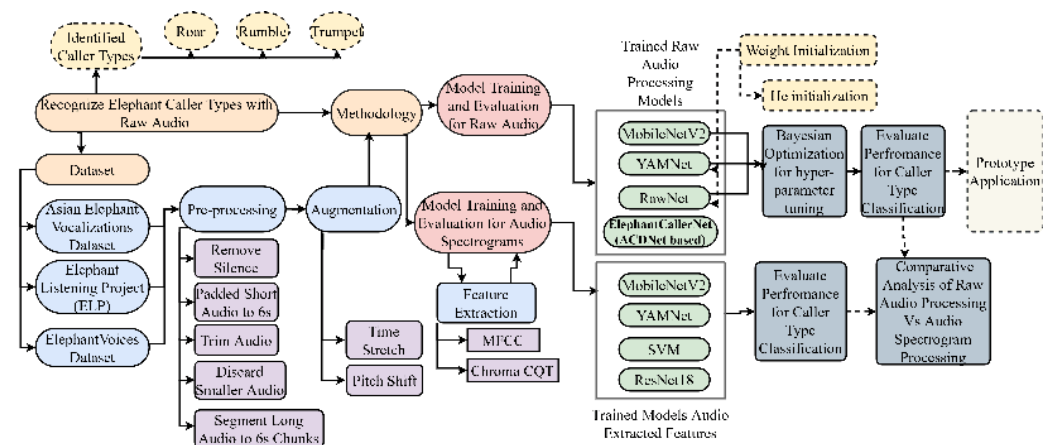 Identified
Caller Types
Roar
Rumble
Trumpet
Recognize Elephant Caller Types with
Raw Audio
Dataset
Asian Elephant
Vocalizations
Dataset
Elephant
Listening Project
(ELP)
ElephantVoices
Dataset
Pre-processing
Remove
Silence
Padded Short
Audio to 6s
Trim Audio
Discard
Smaller Audio
Segment Long
Audio to 6s Chunks
Augmentation
Time
Stretch
Pitch Shift
Methodology
Model Training
and Evaluation
for Raw Audio
Model Training and
Evaluation for Audio
Spectrograms
Feature
Extraction
MFCC
Chroma CQT
Trained Raw
Audio
Processing
Models
MobileNetV2
YAMNet
RawNet
ElephantCallerNet
(ACDNet based)
MobileNetV2
YAMNet
SVM
ResNet18
Trained Models Audio
Extracted Features
Weight Initialization
He initialization
Bayesian
Optimization
for hyper-
parameter
tuning
Evaluate
Perfromance
for Caller
Type
Classification
Prototype
Application
Evaluate
Perfromance
for Caller
Type
Classification
Comparative
Analysis of Raw
Audio Processing
Vs Audio
Spectrogram
Processing